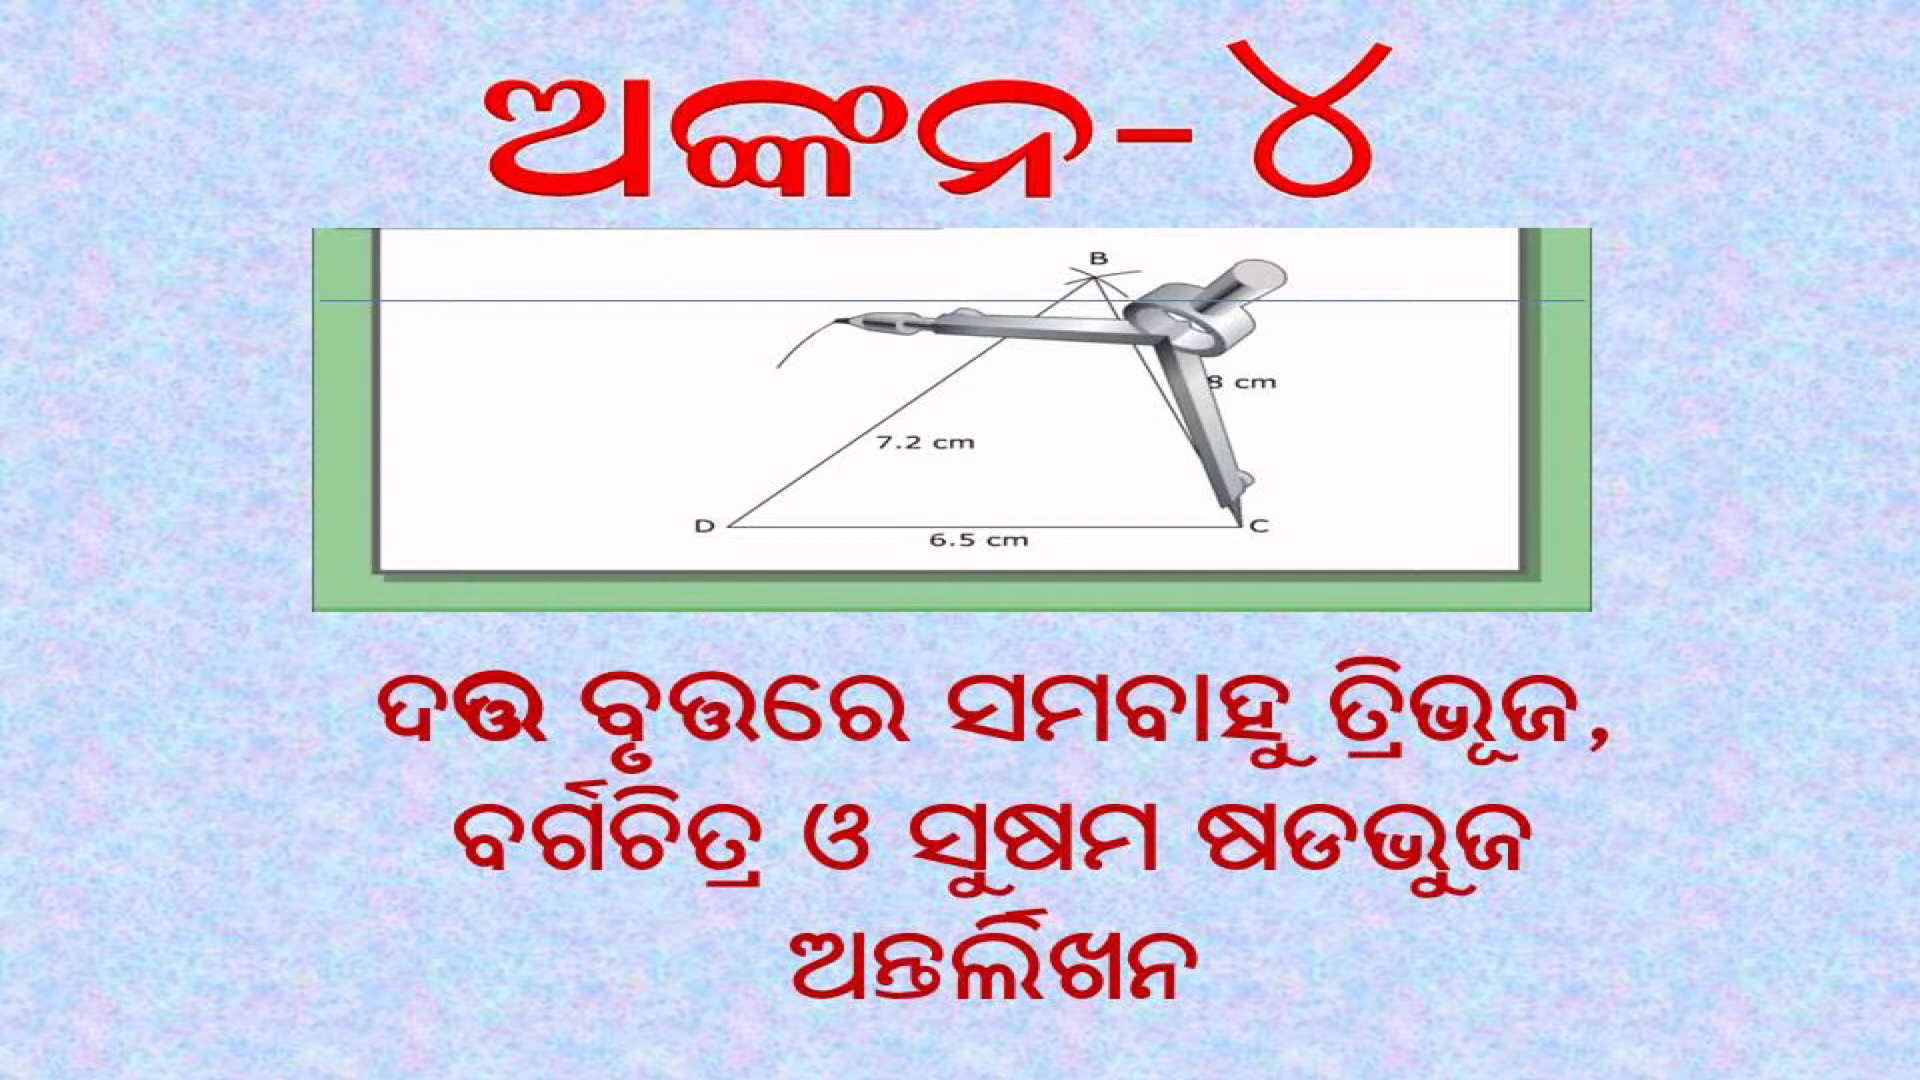 ଅଙ୍କନ-୪
B
8 cm
7.2 cm
D
C
6.5 cm
ଦତ୍ତ ବୃତ୍ତରେ ସମବାହୁ ତ୍ରିଭୂଜ,
ବର୍ଗଚିତ୍ର ଓ ସୁଷମ ଷଡଭୁଜ
ଅନ୍ତର୍ଲିଖନ